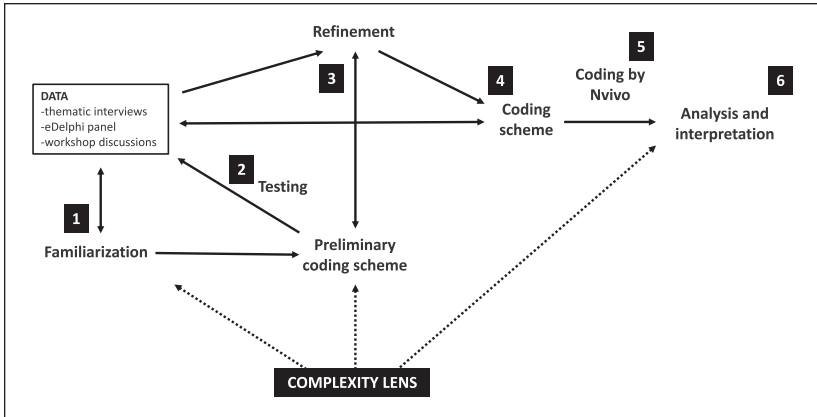 Refinement
3
5
Coding by
Nvivo
4
Coding
scheme
6
Analysis and
interpretation
DATA
-thematic interviews
-eDelphi panel
-workshop discussions
2
Testing
1
Familiarization
Preliminary
coding scheme
COMPLEXITY LENS